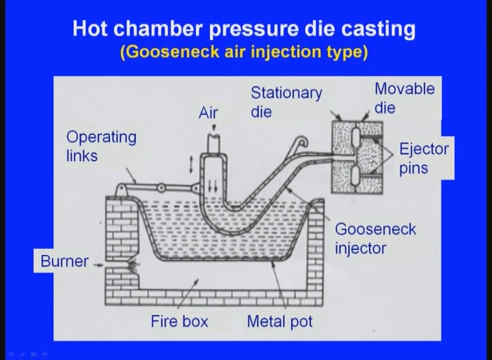 Hot chamber pressure die casting
(Gooseneck air injection type)
Stationary
die
Movable
die
Air
Operating
links
Ejector
pins
Gooseneck
injector
Burner
Fire box
Metal pot